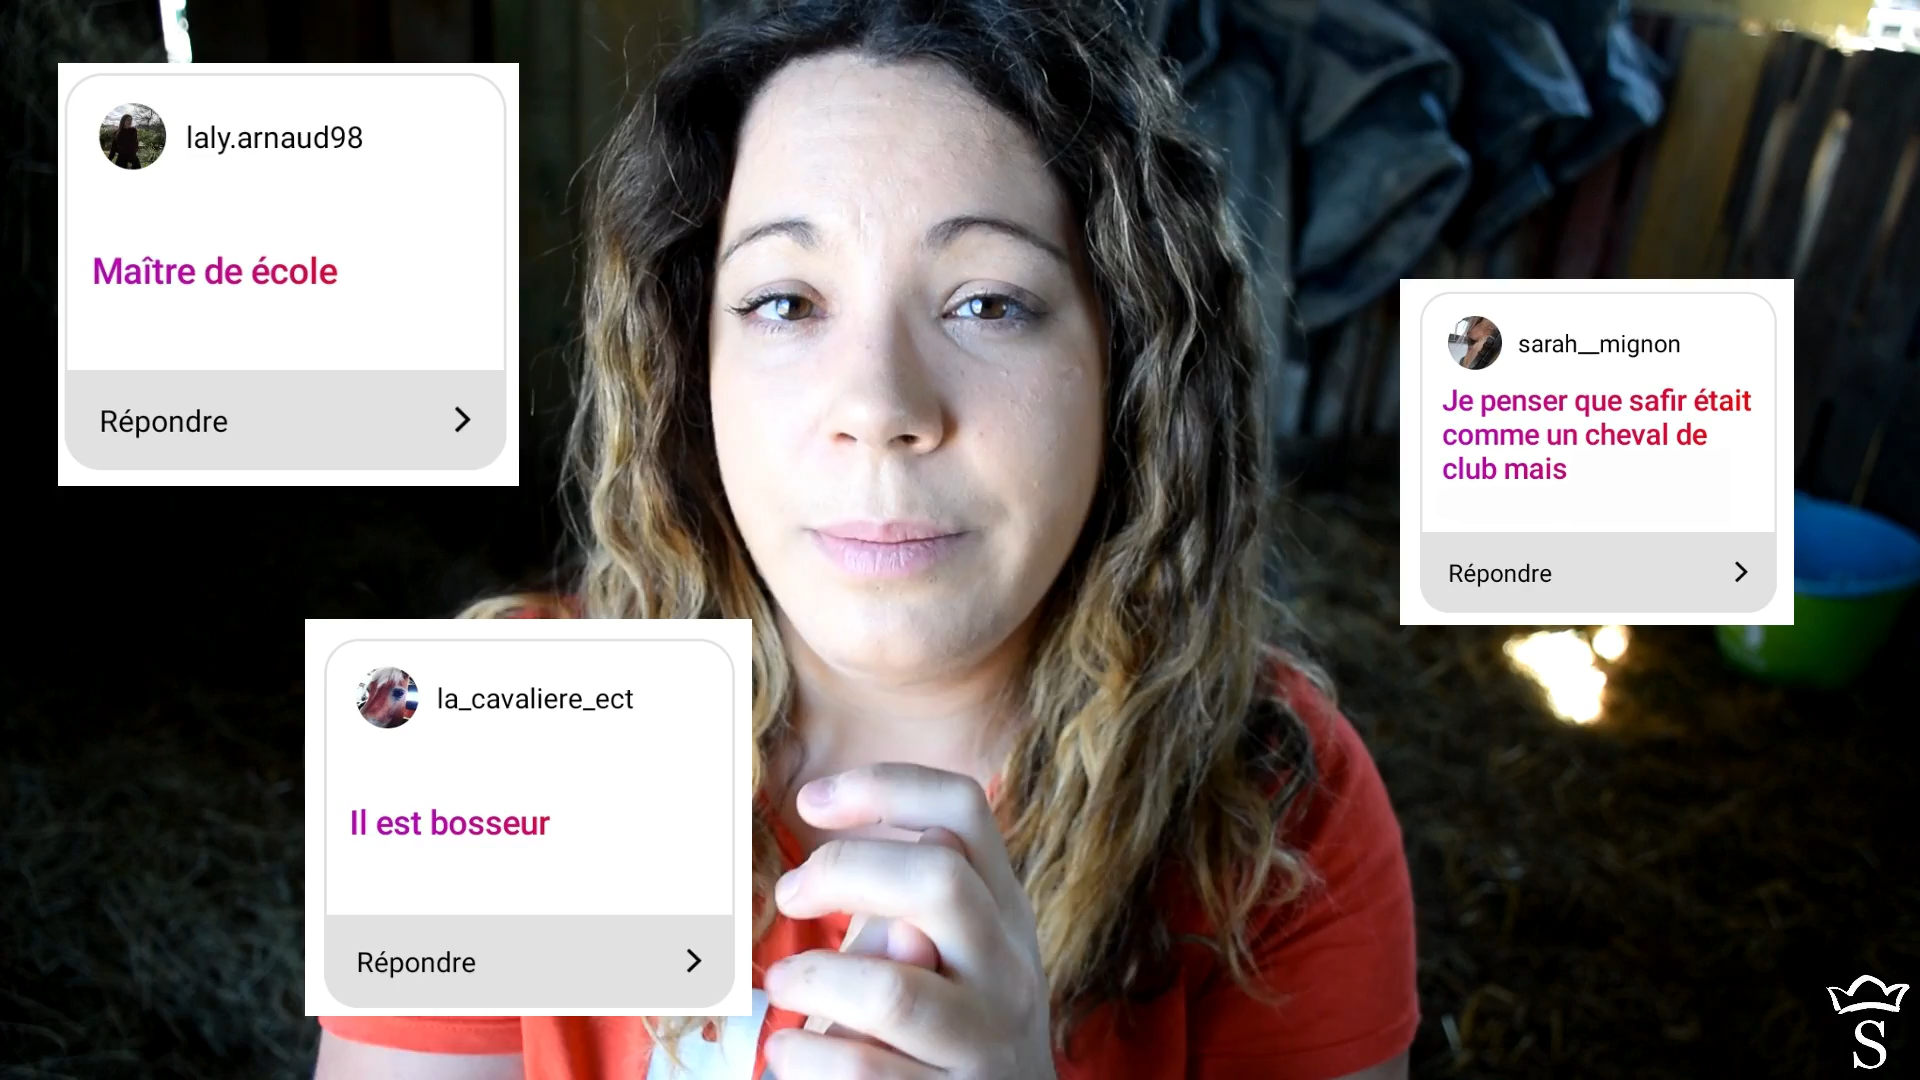 laly.arnaud98
Maître de école
Répondre
sarah__mignon
Je penser que safir était
comme un cheval de
club mais
Répondre
la_cavaliere_ect
Il est bosseur
Répondre
S